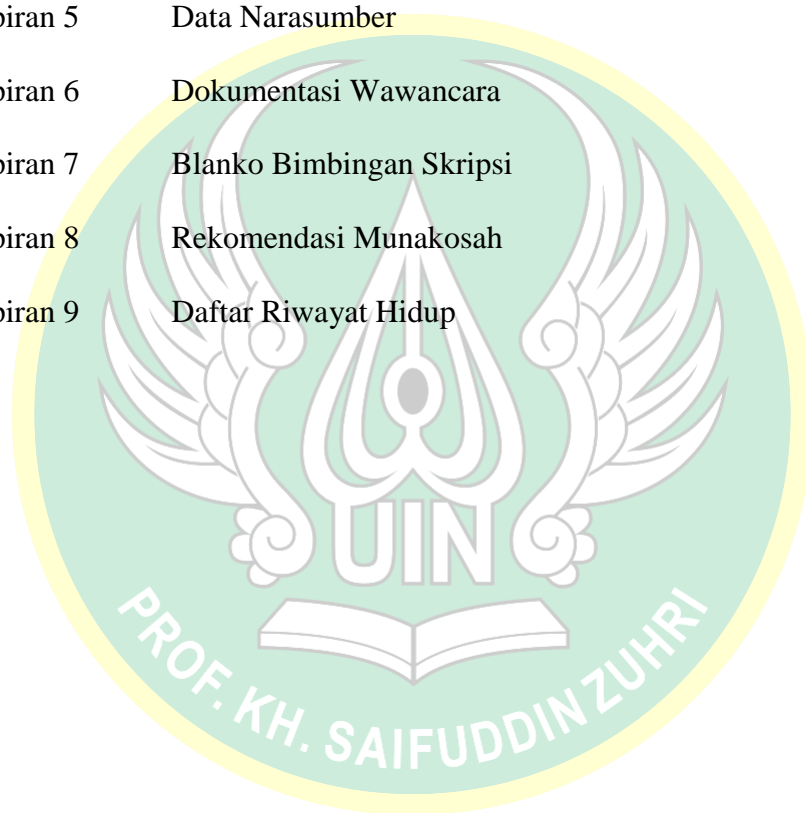 piran 5 Data Narasumber
piran 6 Dokumentasi Wawancara
piran 7 Blanko Bimbingan Skripsi
piran 8 Rekomendasi Munakosah
piran 9 Daftar Riwayat Hidup
UIN
PROF. KH. SAIFUDDIN ZUHRI